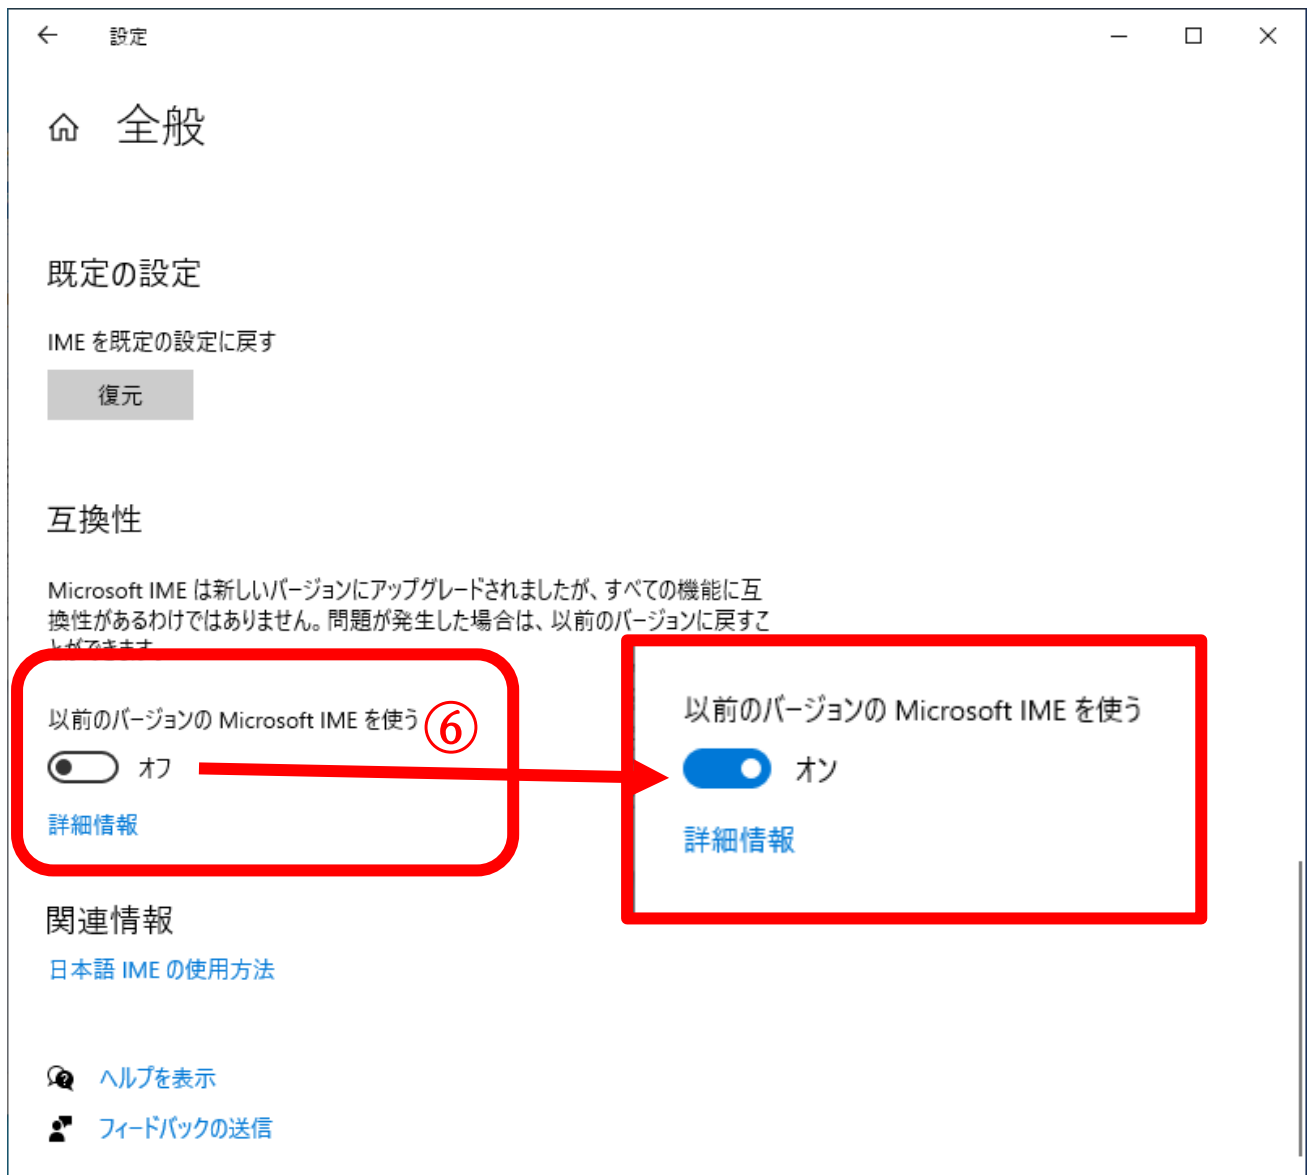 設定
全般
既定の設定
IME を既定の設定に戻す
復元
互換性
Microsoft IME は新しいバージョンにアップグレードされましたが、すべての機能に互
換性があるわけではありません。問題が発生した場合は、以前のバージョンに戻すこ
とができます。
以前のバージョンの Microsoft IME を使う
⑥
オフ
詳細情報
以前のバージョンの Microsoft IME を使う
オン
詳細情報
関連情報
日本語 IME の使用方法
ヘルプを表示
フィードバックの送信